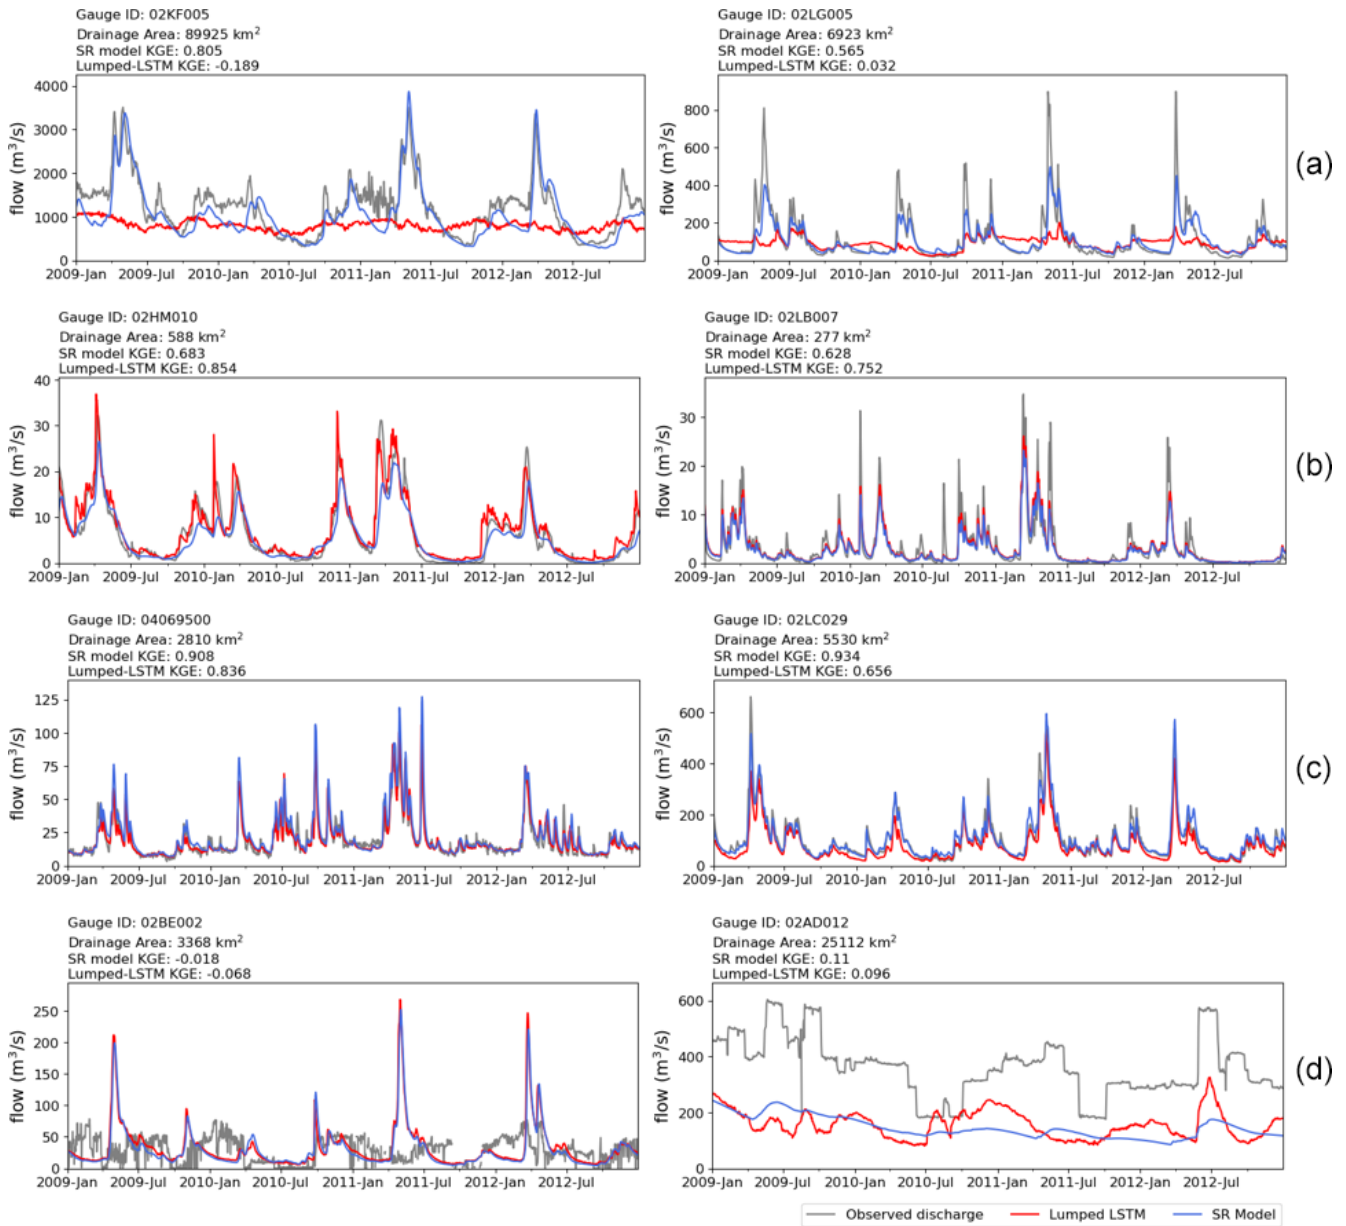 Gauge ID: 02KF005
Drainage Area: 89925 km²
SR model KGE: 0.805
Lumped-LSTM KGE: -0.189
flow (m³/s)
4000
3000
2000
1000
0
2009-Jan 2009-Jul 2010-Jan 2010-Jul 2011-Jan 2011-Jul 2012-Jan 2012-Jul
Gauge ID: 02LG005
Drainage Area: 6923 km²
SR model KGE: 0.565
Lumped-LSTM KGE: 0.032
flow (m³/s)
800
600
400
200
0
2009-Jan 2009-Jul 2010-Jan 2010-Jul 2011-Jan 2011-Jul 2012-Jan 2012-Jul
(a)
Gauge ID: 02HM010
Drainage Area: 588 km²
SR model KGE: 0.683
Lumped-LSTM KGE: 0.854
flow (m³/s)
40
30
20
10
0
2009-Jan 2009-Jul 2010-Jan 2010-Jul 2011-Jan 2011-Jul 2012-Jan 2012-Jul
Gauge ID: 02LB007
Drainage Area: 277 km²
SR model KGE: 0.628
Lumped-LSTM KGE: 0.752
flow (m³/s)
30
20
10
0
2009-Jan 2009-Jul 2010-Jan 2010-Jul 2011-Jan 2011-Jul 2012-Jan 2012-Jul
(b)
Gauge ID: 04069500
Drainage Area: 2810 km²
SR model KGE: 0.908
Lumped-LSTM KGE: 0.836
flow (m³/s)
125
100
75
50
25
0
2009-Jan 2009-Jul 2010-Jan 2010-Jul 2011-Jan 2011-Jul 2012-Jan 2012-Jul
Gauge ID: 02LC029
Drainage Area: 5530 km²
SR model KGE: 0.934
Lumped-LSTM KGE: 0.656
flow (m³/s)
600
400
200
0
2009-Jan 2009-Jul 2010-Jan 2010-Jul 2011-Jan 2011-Jul 2012-Jan 2012-Jul
(c)
Gauge ID: 02BE002
Drainage Area: 3368 km²
SR model KGE: -0.018
Lumped-LSTM KGE: -0.068
flow (m³/s)
250
200
150
100
50
0
2009-Jan 2009-Jul 2010-Jan 2010-Jul 2011-Jan 2011-Jul 2012-Jan 2012-Jul
Gauge ID: 02AD012
Drainage Area: 25112 km²
SR model KGE: 0.11
Lumped-LSTM KGE: 0.096
flow (m³/s)
600
400
200
0
2009-Jan 2009-Jul 2010-Jan 2010-Jul 2011-Jan 2011-Jul 2012-Jan 2012-Jul
(d)
Observed discharge Lumped LSTM SR Model